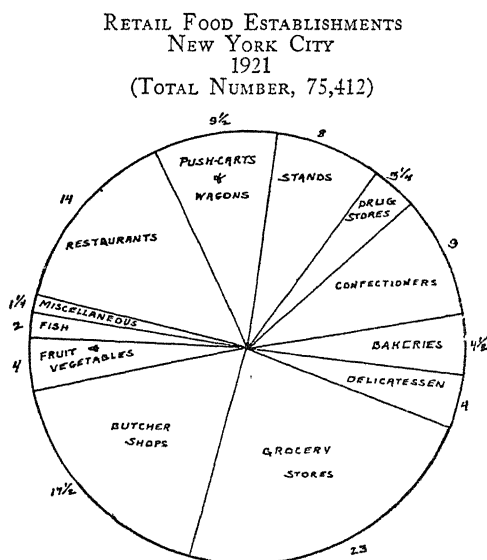 RETAIL FOOD ESTABLISHMENTS
NEW YORK CITY
1921
(TOTAL NUMBER, 75,412)
9½
PUSH-CARTS
&
WAGONS
8
STANDS
3¼
DRUG
STORES
9
CONFECTIONERS
4½
BAKERIES
4
DELICATESSEN
23
GROCERY
STORES
17½
BUTCHER
SHOPS
4
FRUIT &
VEGETABLES
2
FISH
1¼
MISCELLANEOUS
14
RESTAURANTS